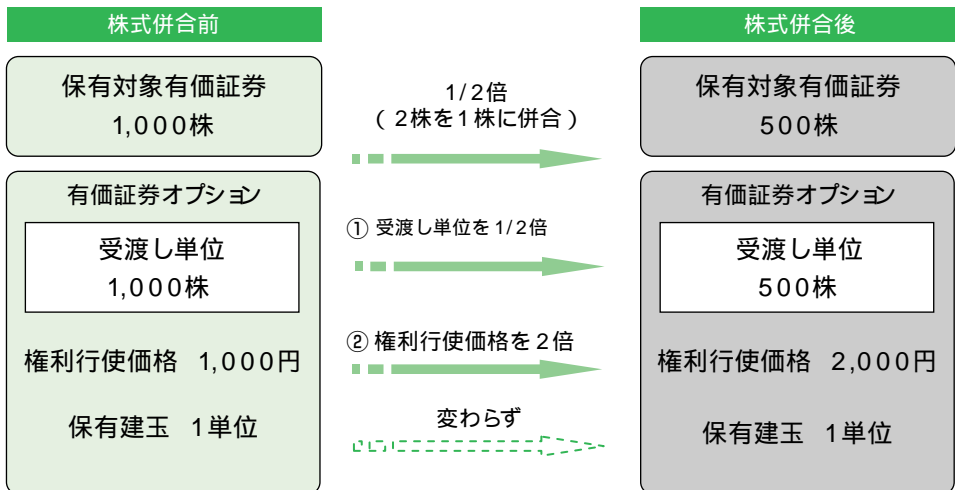 株式併合前
株式併合後
保有対象有価証券
1,000株
1/2倍
(2株を1株に併合)
保有対象有価証券
500株
有価証券オプション
受渡し単位
1,000株
権利行使価格 1,000円
保有建玉 1単位
① 受渡し単位を1/2倍
② 権利行使価格を2倍
変わらず
有価証券オプション
受渡し単位
500株
権利行使価格 2,000円
保有建玉 1単位